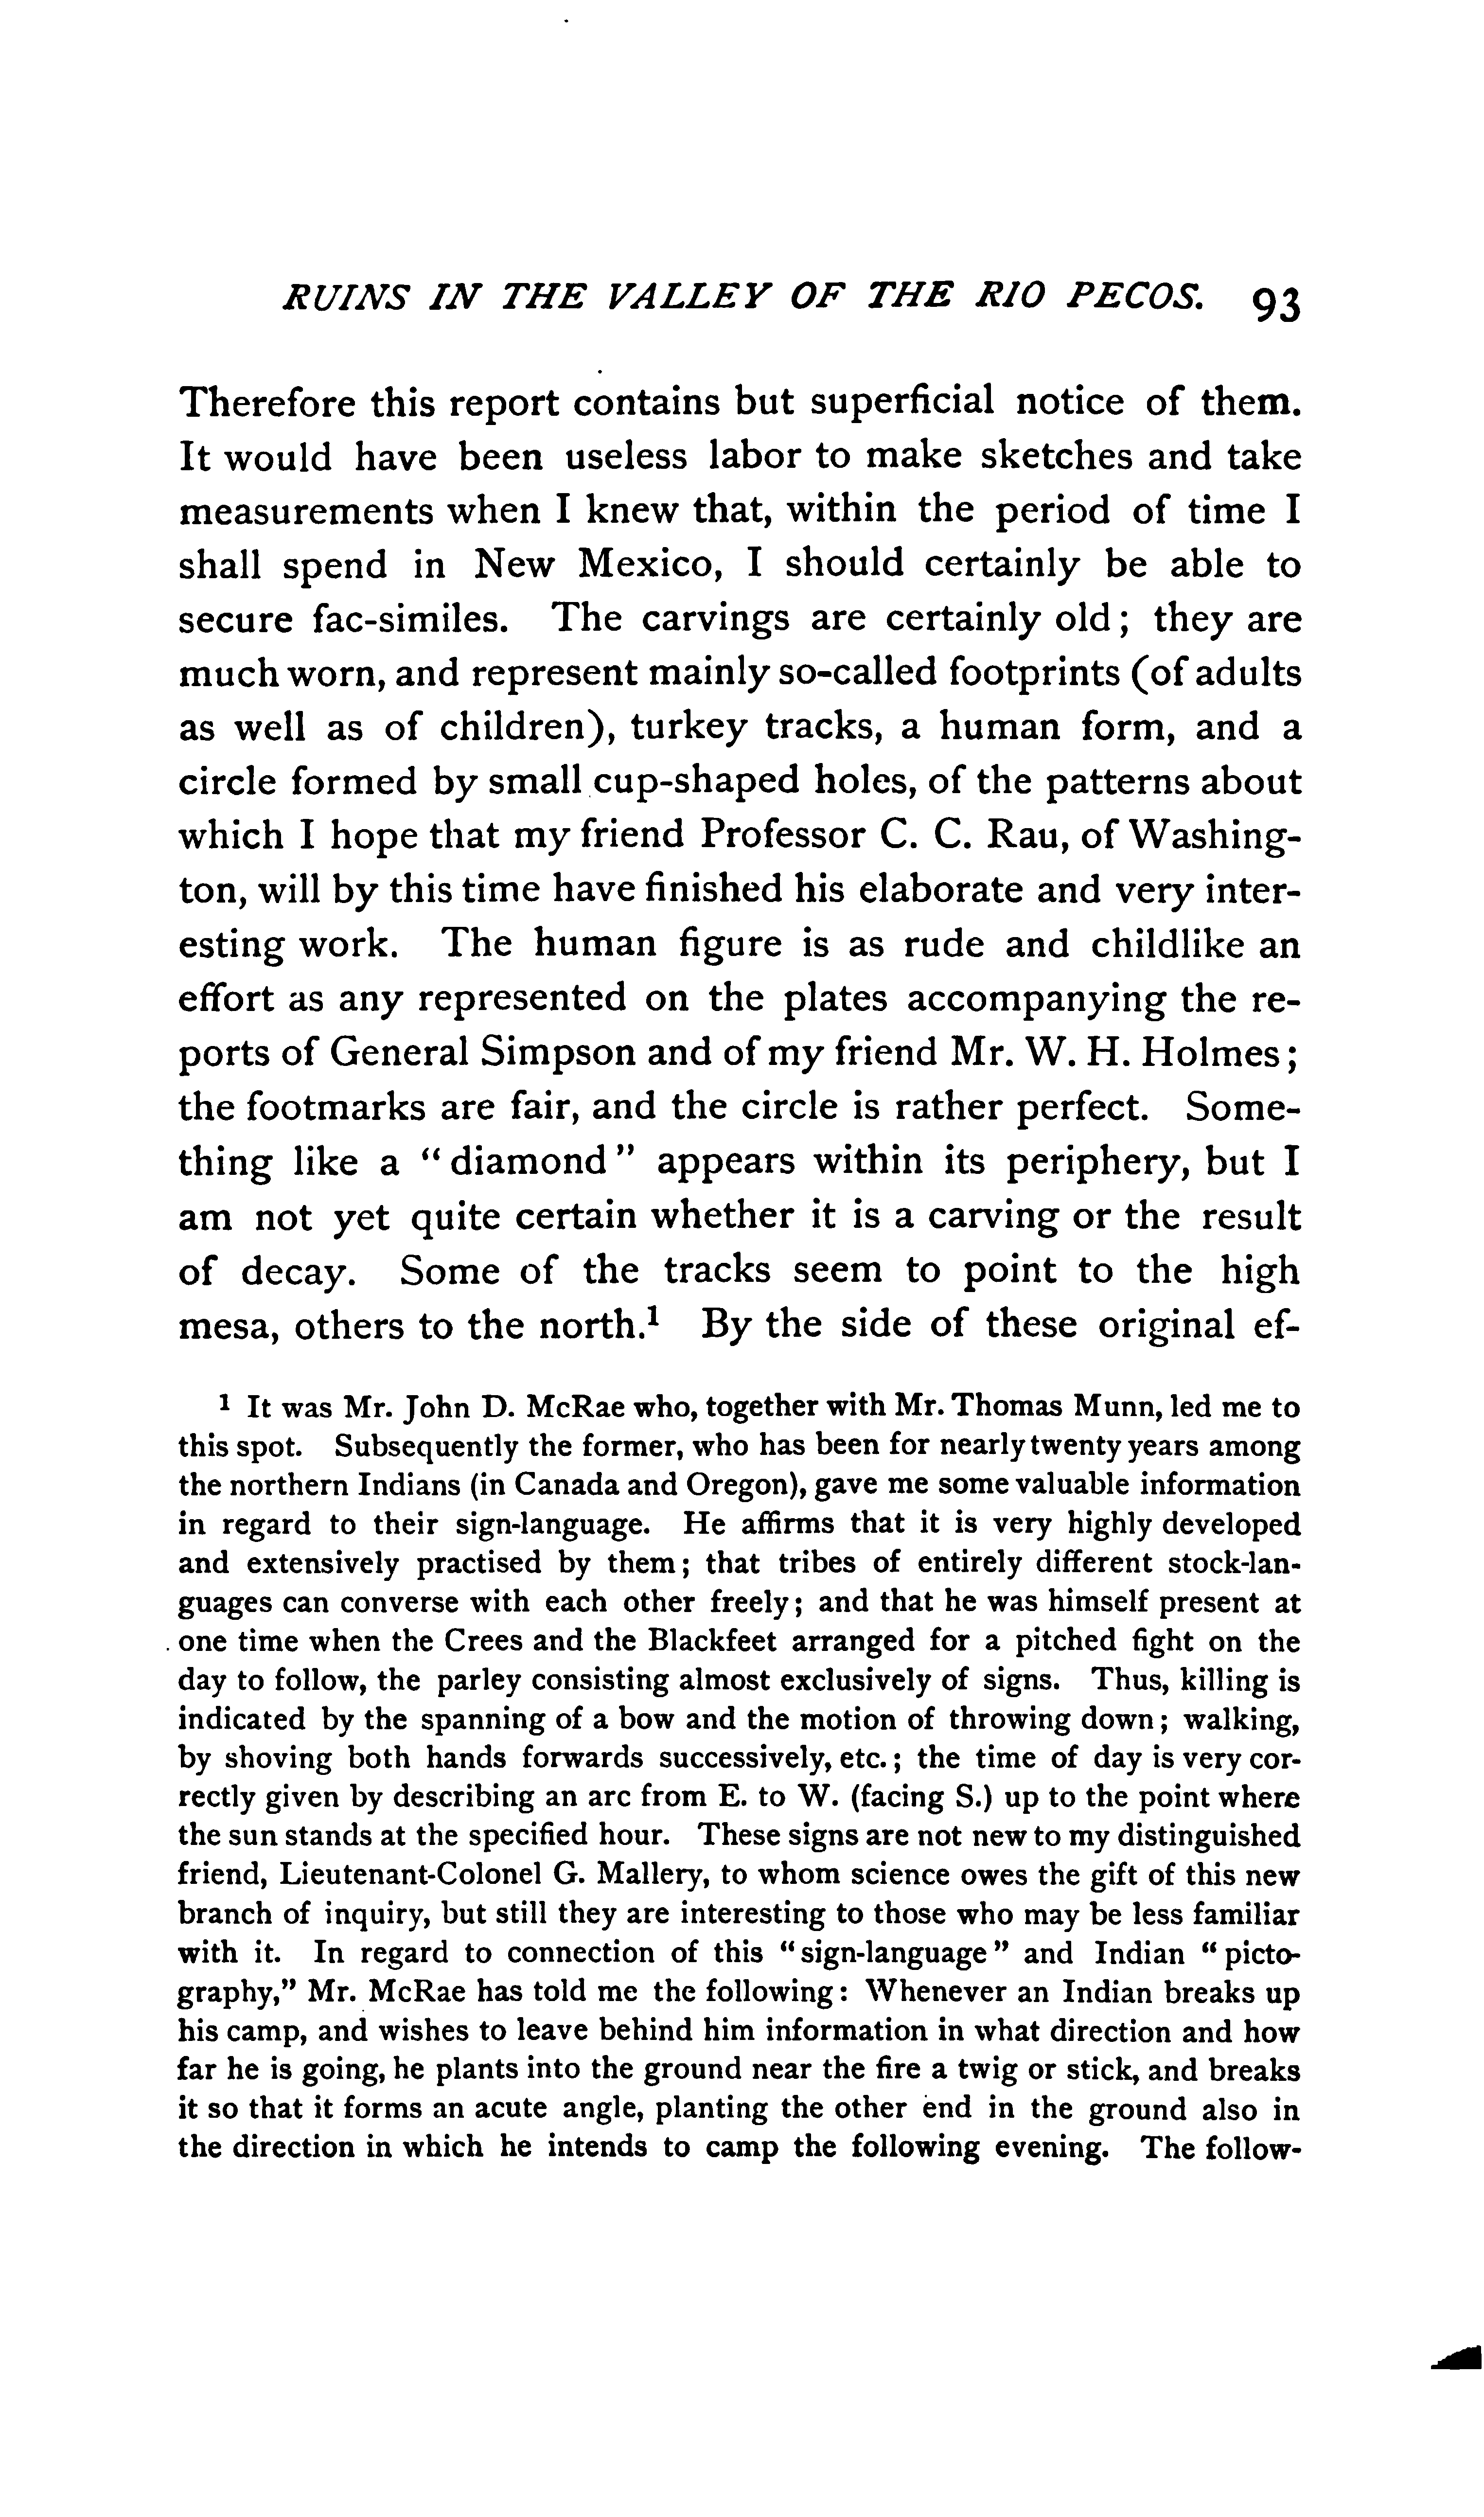 RUINS IN THE VALLEY OF THE RIO PECOS. 93
Therefore this report contains but superficial notice of them.
It would have been useless labor to make sketches and take
measurements when I knew that, within the period of time I
shall spend in New Mexico, I should certainly be able to
secure fac-similes. The carvings are certainly old; they are
much worn, and represent mainly so-called footprints (of adults
as well as of children), turkey tracks, a human form, and a
circle formed by small cup-shaped holes, of the patterns about
which I hope that my friend Professor C. C. Rau, of Washing-
ton, will by this time have finished his elaborate and very inter-
esting work. The human figure is as rude and childlike an
effort as any represented on the plates accompanying the re-
ports of General Simpson and of my friend Mr. W. H. Holmes;
the footmarks are fair, and the circle is rather perfect. Some-
thing like a “diamond” appears within its periphery, but I
am not yet quite certain whether it is a carving or the result
of decay. Some of the tracks seem to point to the high
mesa, others to the north.¹ By the side of these original ef-
¹ It was Mr. John D. McRae who, together with Mr. Thomas Munn, led me to
this spot. Subsequently the former, who has been for nearly twenty years among
the northern Indians (in Canada and Oregon), gave me some valuable information
in regard to their sign-language. He affirms that it is very highly developed
and extensively practised by them; that tribes of entirely different stock-lan-
guages can converse with each other freely; and that he was himself present at
one time when the Crees and the Blackfeet arranged for a pitched fight on the
day to follow, the parley consisting almost exclusively of signs. Thus, killing is
indicated by the spanning of a bow and the motion of throwing down; walking,
by shoving both hands forwards successively, etc.; the time of day is very cor-
rectly given by describing an arc from E. to W. (facing S.) up to the point where
the sun stands at the specified hour. These signs are not new to my distinguished
friend, Lieutenant-Colonel G. Mallery, to whom science owes the gift of this new
branch of inquiry, but still they are interesting to those who may be less familiar
with it. In regard to connection of this “sign-language” and Indian “picto-
graphy,” Mr. McRae has told me the following: Whenever an Indian breaks up
his camp, and wishes to leave behind him information in what direction and how
far he is going, he plants into the ground near the fire a twig or stick, and breaks
it so that it forms an acute angle, planting the other end in the ground also in
the direction in which he intends to camp the following evening. The follow-